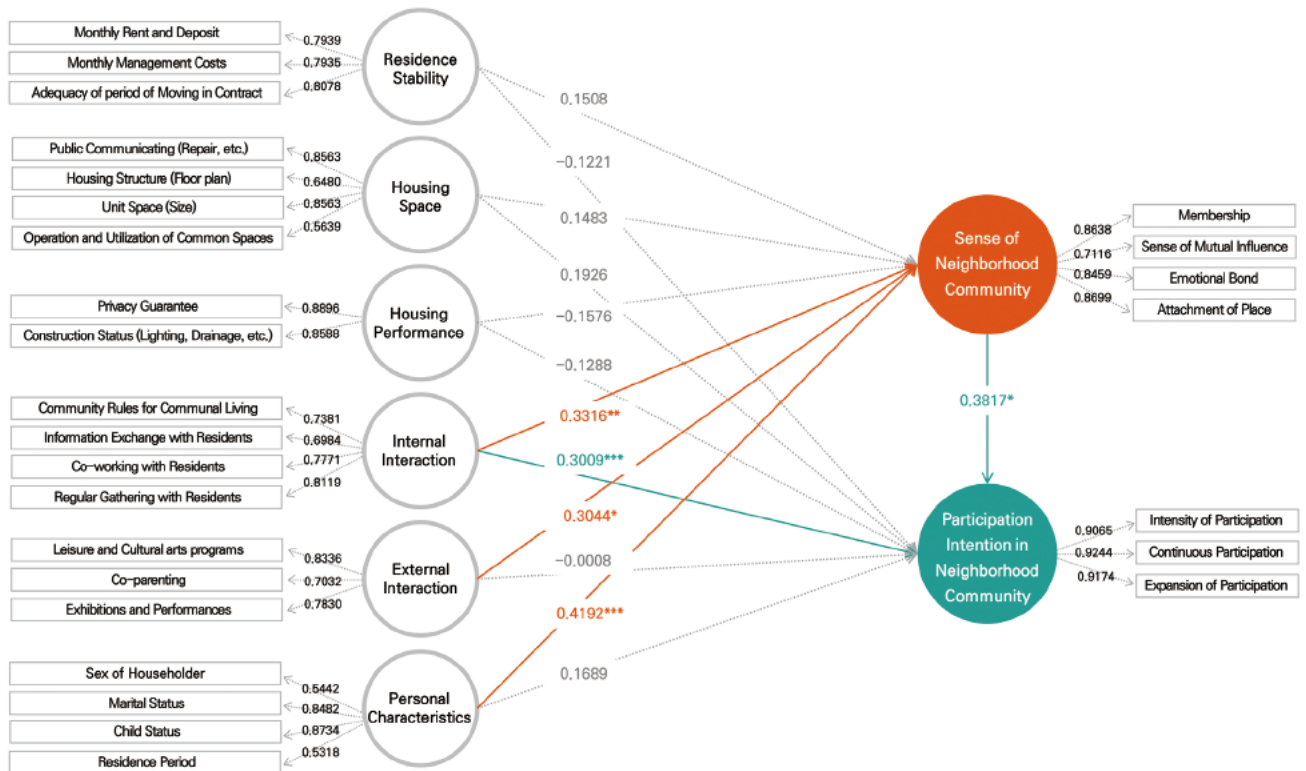 Monthly Rent and Deposit
Monthly Management Costs
Adequacy of period of Moving in Contract
0.7939
0.7935
0.8078
Residence
Stability
Public Communicating (Repair, etc.)
Housing Structure (Floor plan)
Unit Space (Size)
Operation and Utilization of Common Spaces
0.8563
0.6480
0.8563
0.5639
Housing
Space
Privacy Guarantee
Construction Status (Lighting, Drainage, etc.)
0.8896
0.8588
Housing
Performance
Community Rules for Communal Living
Information Exchange with Residents
Co-working with Residents
Regular Gathering with Residents
0.7381
0.6984
0.7771
0.8119
Internal
Interaction
Leisure and Cultural arts programs
Co-parenting
Exhibitions and Performances
0.8336
0.7032
0.7830
External
Interaction
Sex of Householder
Marital Status
Child Status
Residence Period
0.5442
0.8482
0.8734
0.5318
Personal
Characteristics
0.1508
-0.1221
0.1483
0.1926
-0.1576
-0.1288
0.3316**
0.3009***
0.3044*
-0.0008
0.4192***
0.1689
Sense of
Neighborhood
Community
0.8638
0.7116
0.8459
0.8699
Membership
Sense of Mutual Influence
Emotional Bond
Attachment of Place
0.3817*
Participation
Intention in
Neighborhood
Community
0.9065
0.9244
0.9174
Intensity of Participation
Continuous Participation
Expansion of Participation